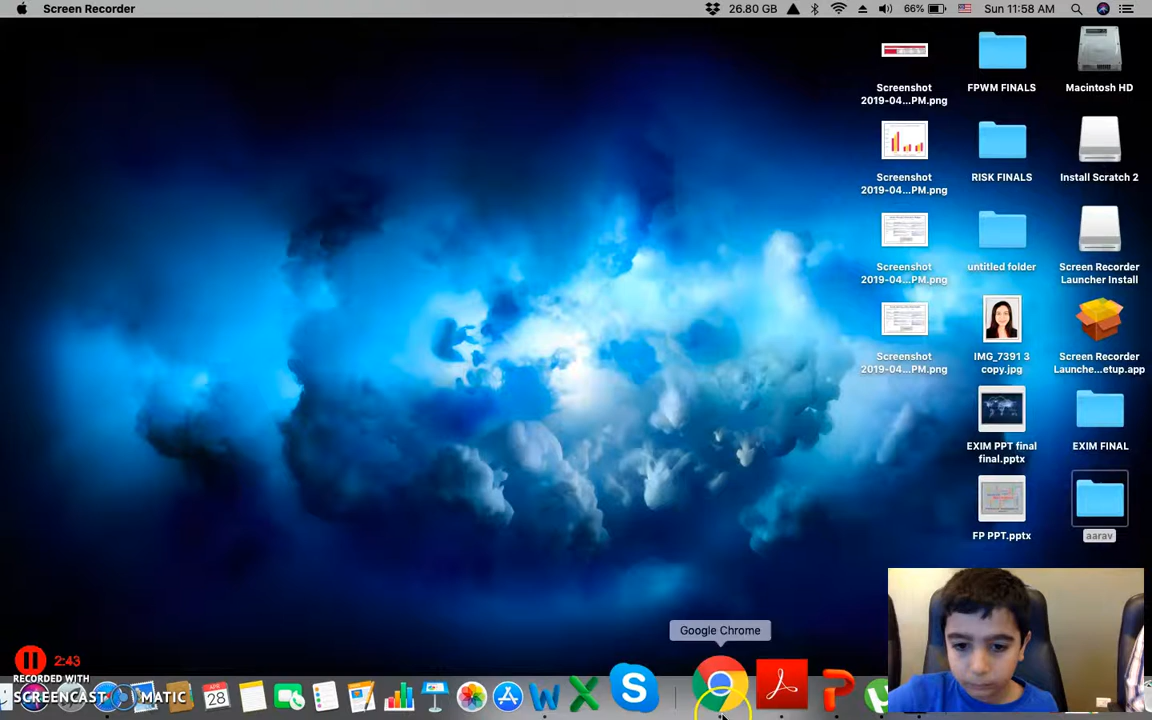 Screen Recorder
26.80 GB
66%
Sun 11:58 AM
Screenshot
2019-04...PM.png
FPWM FINALS
Macintosh HD
Screenshot
2019-04...PM.png
RISK FINALS
Install Scratch 2
Screenshot
2019-04...PM.png
untitled folder
Screen Recorder
Launcher Install
Screenshot
2019-04...PM.png
IMG_7391 3
copy.jpg
Screen Recorder
Launche...etup.app
EXIM PPT final
final.pptx
EXIM FINAL
FP PPT.pptx
aarav
Google Chrome
2:43
RECORDED WITH
SCREENCAST MATIC
28
W
X
S
P